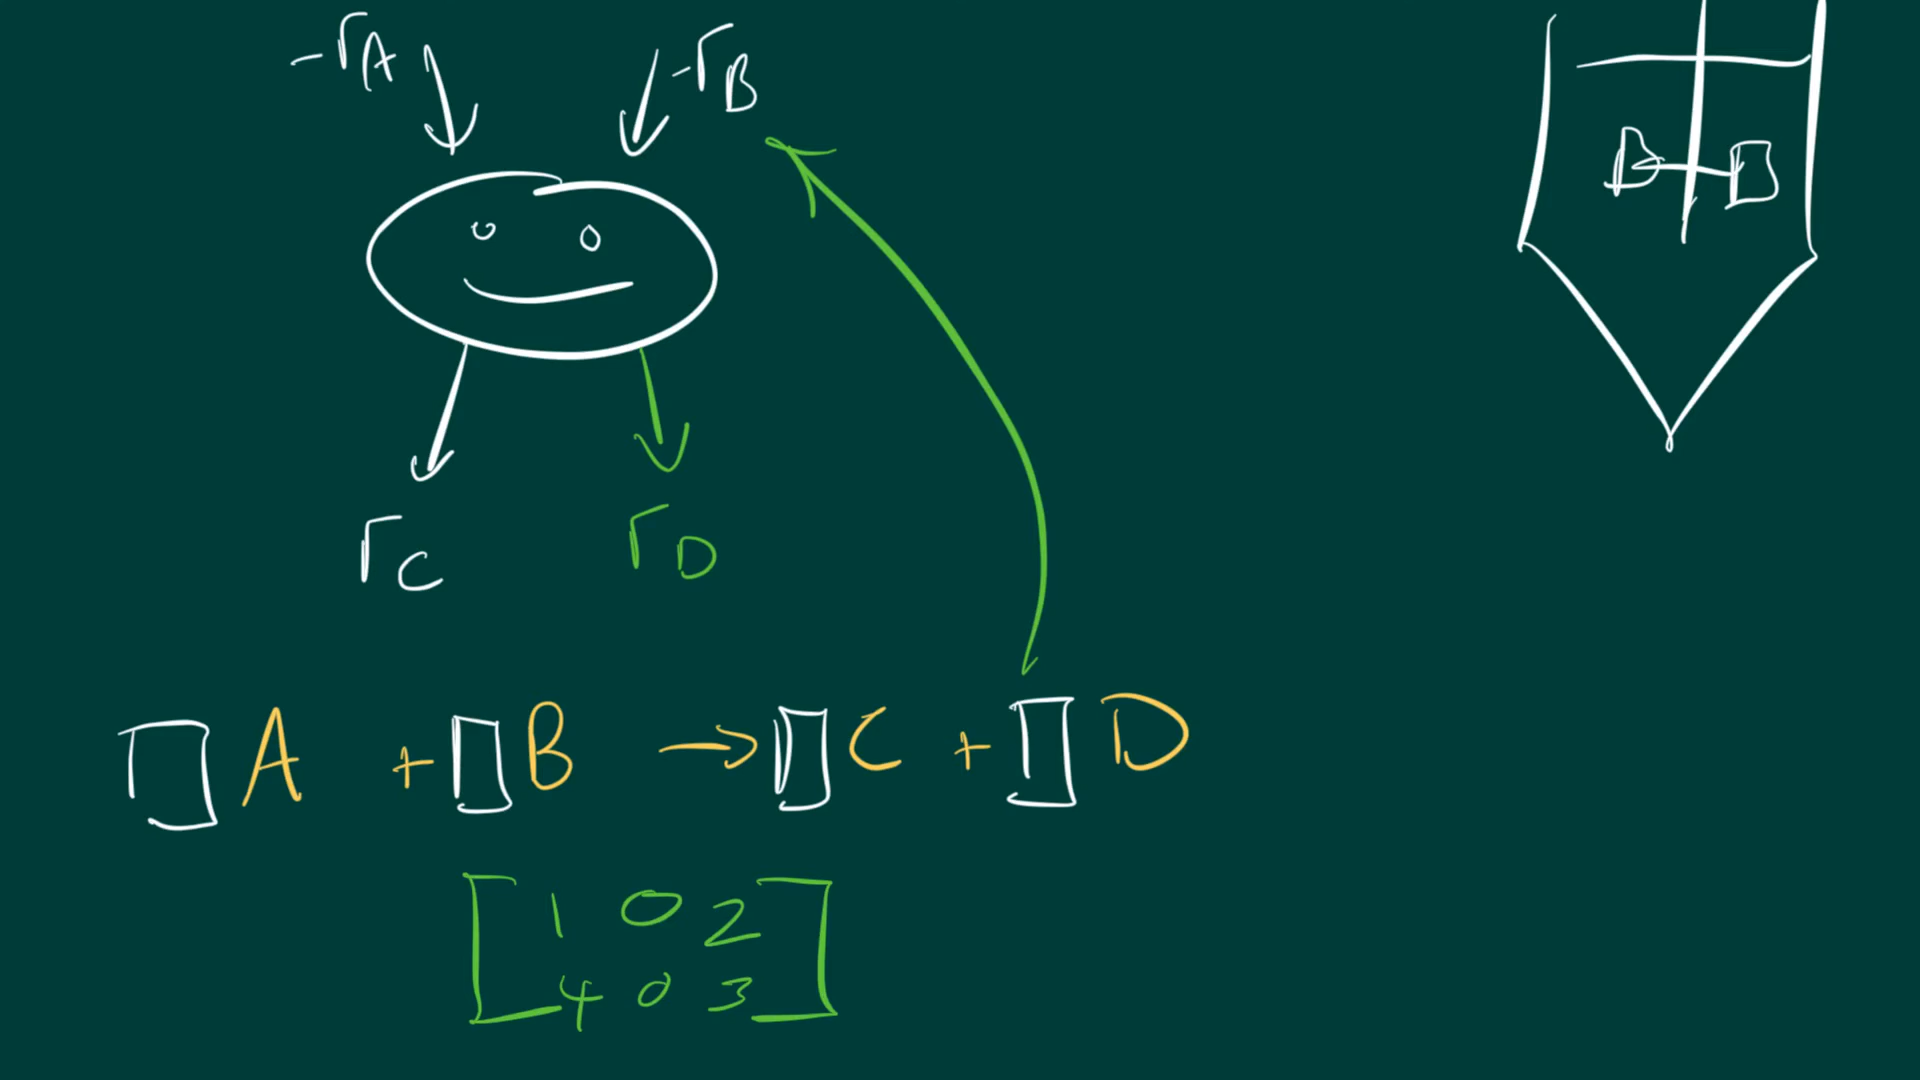 -rA -rB
rC rD
□A + □B → □C + □D
[1 0 2
4 0 3]